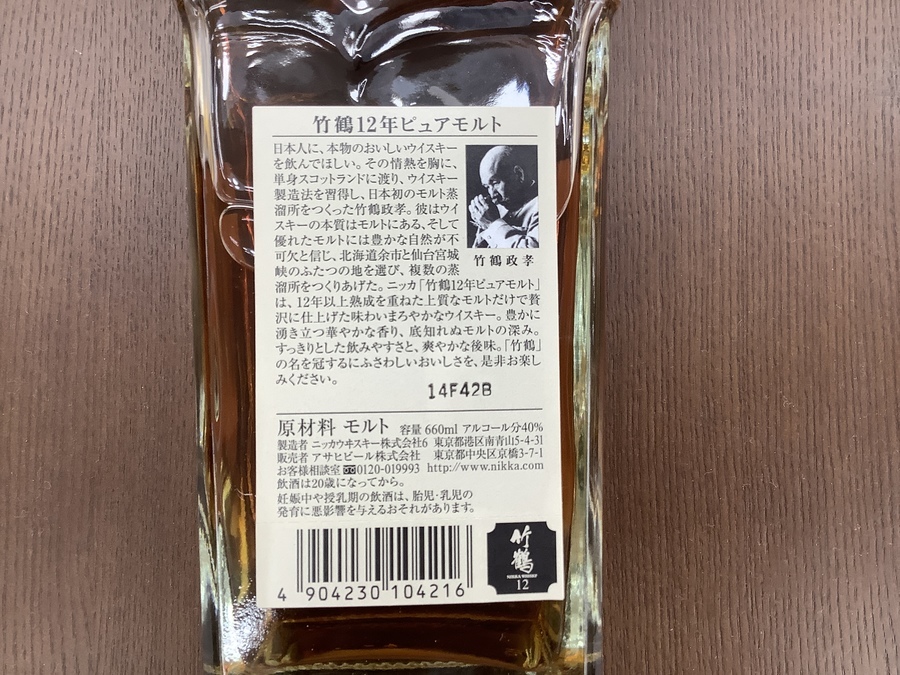 竹鶴12年ピュアモルト
日本人に、本物のおいしいウイスキー
を飲んでほしい。その情熱を胸に、
単身スコットランドに渡り、ウイスキー
製造法を習得し、日本初のモルト蒸
溜所をつくった竹鶴政孝。彼はウイ
スキーの本質はモルトにある、そして
優れたモルトには豊かな自然が不
可欠と信じ、北海道余市と仙台宮城
峡のふたつの地を選び、複数の蒸
溜所をつくりあげた。ニッカ「竹鶴12年ピュアモルト」
は、12年以上熟成を重ねた上質なモルトだけで贅
沢に仕上げた味わいまろやかなウイスキー。豊かに
湧き立つ華やかな香り、底知れぬモルトの深み。
すっきりとした飲みやすさと、爽やかな後味。「竹鶴」
の名を冠するにふさわしいおいしさを、是非お楽し
みください。
竹鶴政孝
14F42B
原材料 モルト 容量 660ml アルコール分40%
製造者 ニッカウヰスキー株式会社6 東京都港区南青山5-4-31
販売者 アサヒビール株式会社 東京都中央区京橋3-7-1
お客様相談室 0120-019993 http://www.nikka.com
飲酒は20歳になってから。
妊娠中や授乳期の飲酒は、胎児・乳児の
発育に悪影響を与えるおそれがあります。
4 904230 104216
竹鶴
NIKKA WHISKY
12